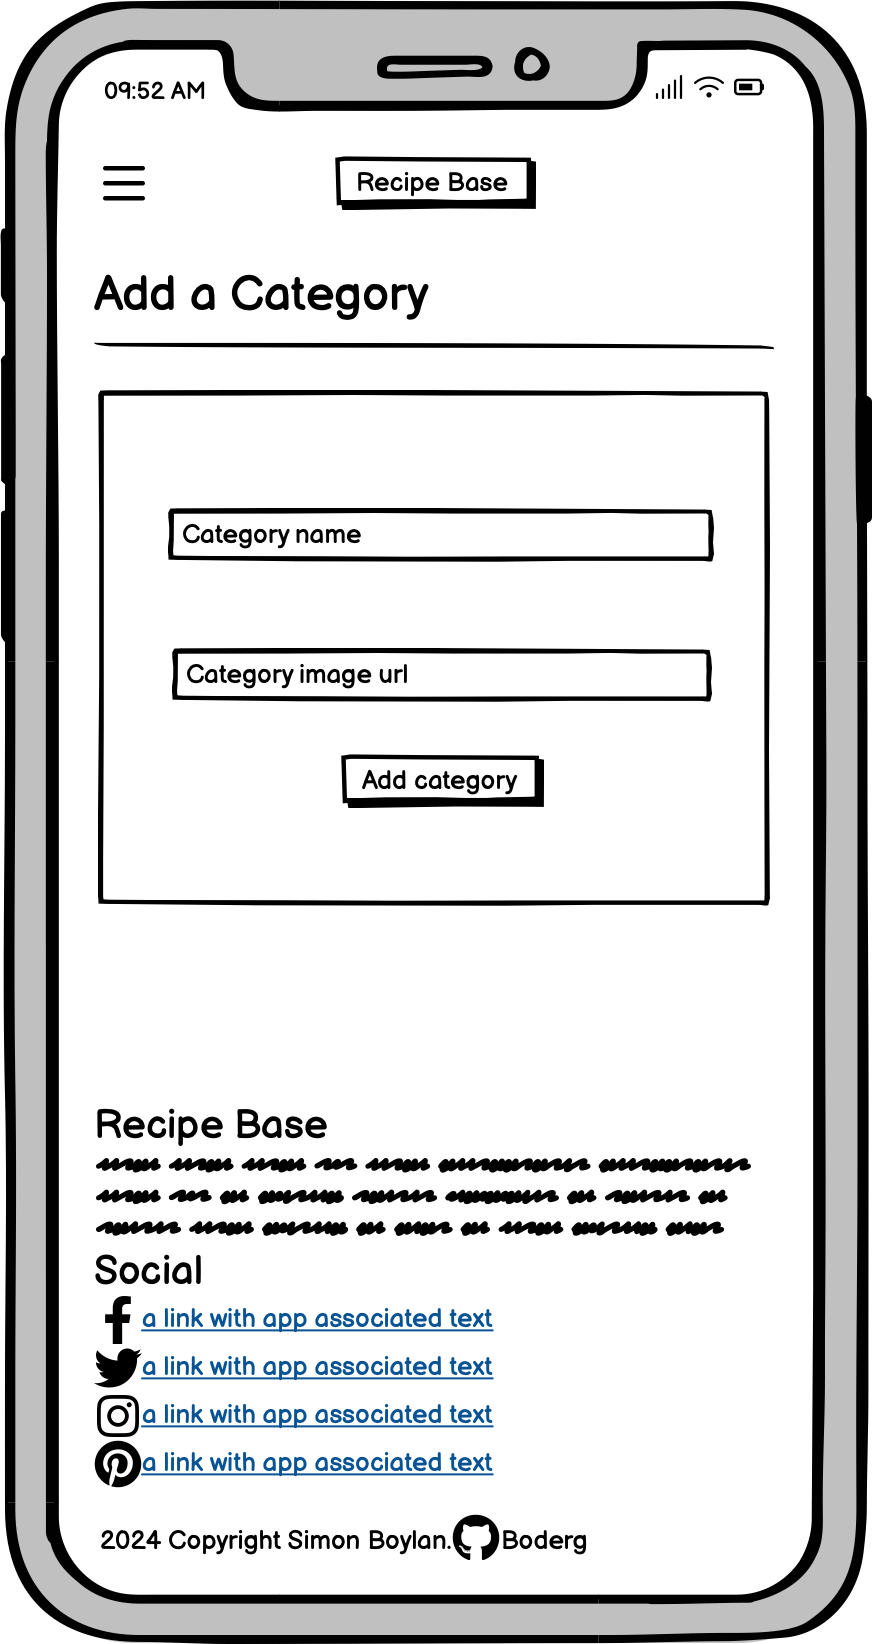 09:52 AM
Recipe Base
Add a Category
Category name
Category image url
Add category
Recipe Base
Social
a link with app associated text
a link with app associated text
a link with app associated text
a link with app associated text
2024 Copyright Simon Boylan. Boderg